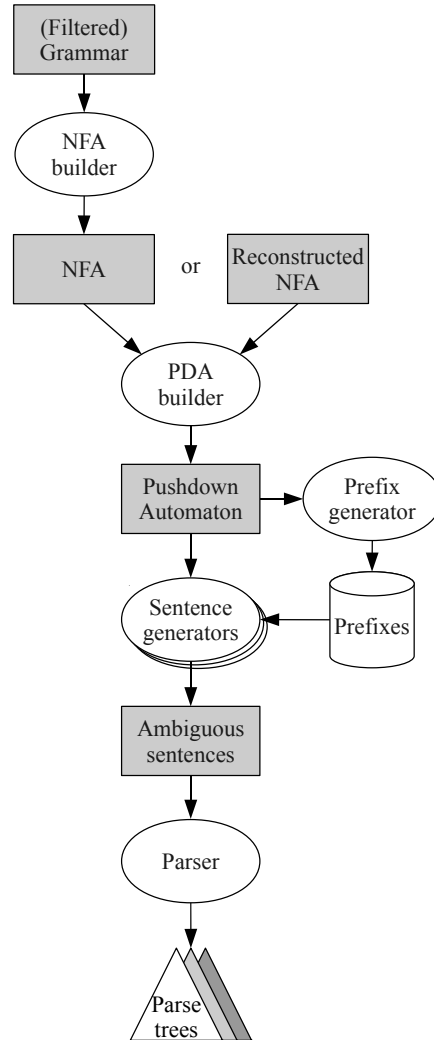 (Filtered)
Grammar
NFA
builder
NFA
or
Reconstructed
NFA
PDA
builder
Pushdown
Automaton
Prefix
generator
Sentence
generators
Prefixes
Ambiguous
sentences
Parser
Parse
trees